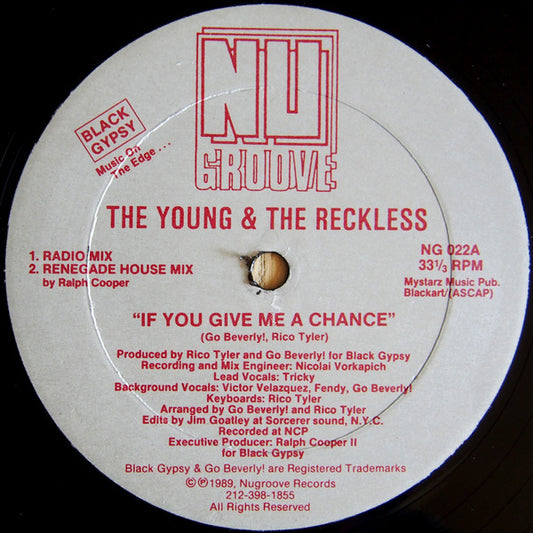 NU
GROOVE
BLACK
GYPSY
Music On
The Edge . . .
THE YOUNG & THE RECKLESS
1. RADIO MIX
2. RENEGADE HOUSE MIX
by Ralph Cooper
NG 022A
33 1/3 RPM
Mystarz Music Pub.
Blackart/(ASCAP)
"IF YOU GIVE ME A CHANCE"
(Go Beverly!, Rico Tyler)
Produced by Rico Tyler and Go Beverly! for Black Gypsy
Recording and Mix Engineer: Nicolai Vorkapich
Lead Vocals: Tricky
Background Vocals: Victor Velazquez, Fendy, Go Beverly!
Keyboards: Rico Tyler
Arranged by Go Beverly! and Rico Tyler
Edits by Jim Goatley at Sorcerer sound, N.Y.C.
Recorded at NCP
Executive Producer: Ralph Cooper II
for Black Gypsy
Black Gypsy & Go Beverly! are Registered Trademarks
©℗1989, Nugroove Records
212-398-1855
All Rights Reserved